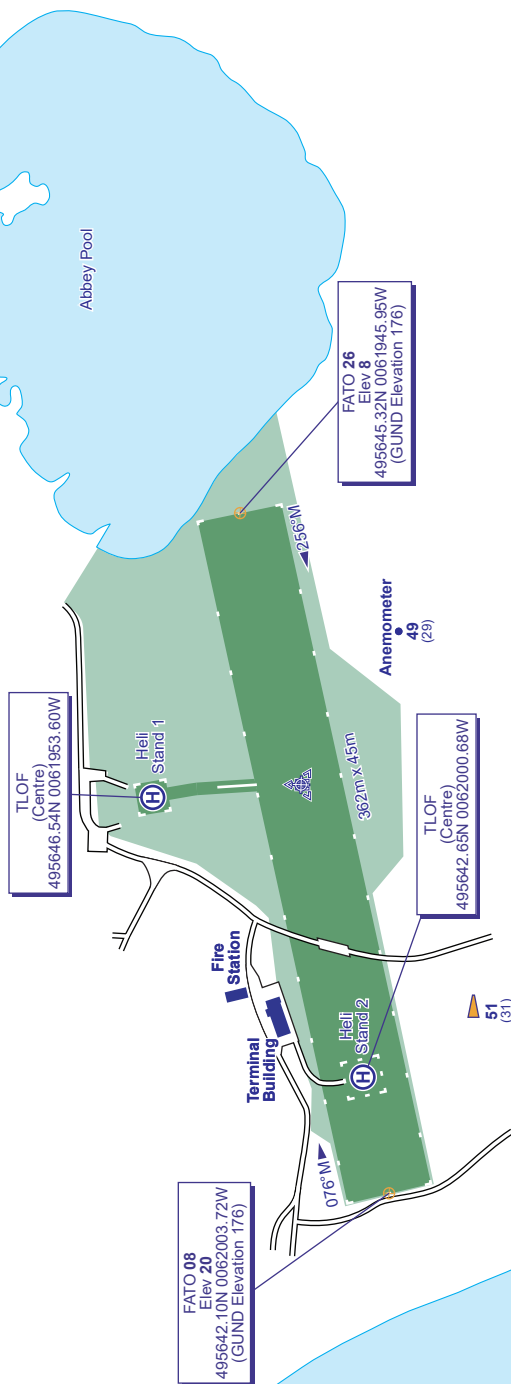 FATO 08
Elev 20
495642.10N 0062003.72W
(GUND Elevation 176)
TLOF
(Centre)
495646.54N 0061953.60W
Abbey Pool
FATO 26
Elev 8
495645.32N 0061945.95W
(GUND Elevation 176)
Heli
Stand 1
H
Fire
Station
Terminal
Building
Heli
Stand 2
H
076°M
256°M
362m x 45m
Anemometer
49
(29)
TLOF
(Centre)
495642.65N 0062000.68W
51
(31)